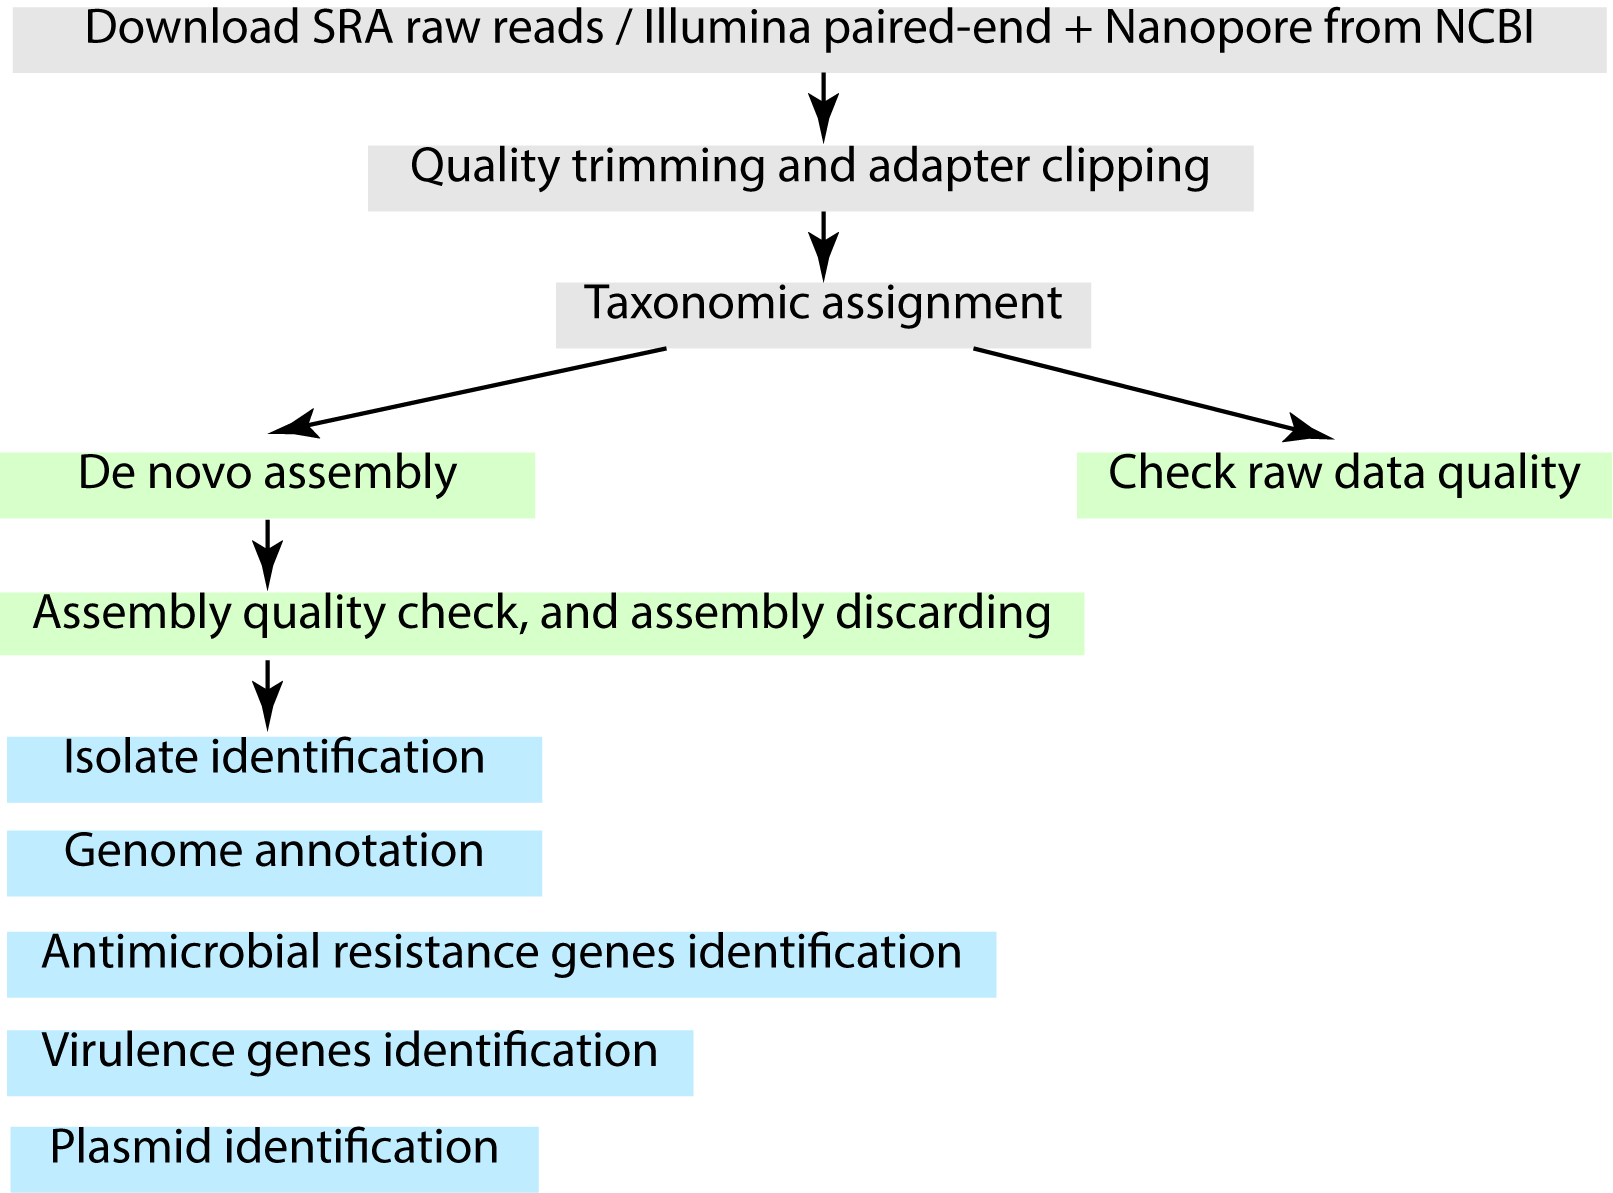 Download SRA raw reads / Illumina paired-end + Nanopore from NCBI
Quality trimming and adapter clipping
Taxonomic assignment
De novo assembly
Check raw data quality
Assembly quality check, and assembly discarding
Isolate identification
Genome annotation
Antimicrobial resistance genes identification
Virulence genes identification
Plasmid identification